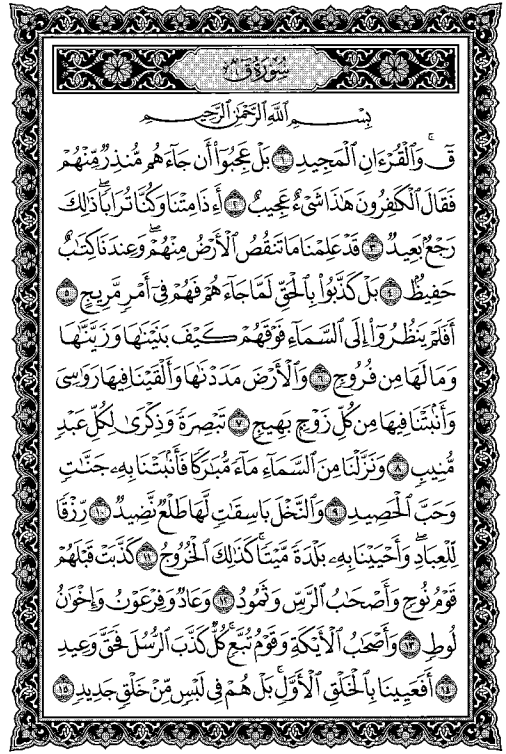 سُورَةُ ق
بِسْمِ ٱللَّهِ ٱلرَّحْمَٰنِ ٱلرَّحِيمِ
قٓ ۚ وَٱلْقُرْءَانِ ٱلْمَجِيدِ ١ بَلْ عَجِبُوٓا۟ أَن جَآءَهُم مُّنذِرٌ مِّنْهُمْ
فَقَالَ ٱلْكَٰفِرُونَ هَٰذَا شَىْءٌ عَجِيبٌ ٢ أَءِذَا مِتْنَا وَكُنَّا تُرَابًا ۖ ذَٰلِكَ
رَجْعٌۢ بَعِيدٌ ٣ قَدْ عَلِمْنَا مَا تَنقُصُ ٱلْأَرْضُ مِنْهُمْ ۖ وَعِندَنَا كِتَٰبٌ
حَفِيظٌۢ ٤ بَلْ كَذَّبُوا۟ بِٱلْحَقِّ لَمَّا جَآءَهُمْ فَهُمْ فِىٓ أَمْرٍ مَّرِيجٍ ٥
أَفَلَمْ يَنظُرُوٓا۟ إِلَى ٱلسَّمَآءِ فَوْقَهُمْ كَيْفَ بَنَيْنَٰهَا وَزَيَّنَّٰهَا
وَمَا لَهَا مِن فُرُوجٍ ٦ وَٱلْأَرْضَ مَدَدْنَٰهَا وَأَلْقَيْنَا فِيهَا رَوَٰسِىَ
وَأَنۢبَتْنَا فِيهَا مِن كُلِّ زَوْجٍۭ بَهِيجٍ ٧ تَبْصِرَةً وَذِكْرَىٰ لِكُلِّ عَبْدٍ
مُّنِيبٍ ٨ وَنَزَّلْنَا مِنَ ٱلسَّمَآءِ مَآءً مُّبَٰرَكًا فَأَنۢبَتْنَا بِهِۦ جَنَّٰتٍ
وَحَبَّ ٱلْحَصِيدِ ٩ وَٱلنَّخْلَ بَاسِقَٰتٍ لَّهَا طَلْعٌ نَّضِيدٌ ١٠ رِّزْقًا
لِّلْعِبَادِ ۖ وَأَحْيَيْنَا بِهِۦ بَلْدَةً مَّيْتًا ۚ كَذَٰلِكَ ٱلْخُرُوجُ ١١ كَذَّبَتْ قَبْلَهُمْ
قَوْمُ نُوحٍ وَأَصْحَٰبُ ٱلرَّسِّ وَثَمُودُ ١٢ وَعَادٌ وَفِرْعَوْنُ وَإِخْوَٰنُ
لُوطٍ ١٣ وَأَصْحَٰبُ ٱلْأَيْكَةِ وَقَوْمُ تُبَّعٍ ۚ كُلٌّ كَذَّبَ ٱلرُّسُلَ فَحَقَّ وَعِيدِ
١٤ أَفَعَيِينَا بِٱلْخَلْقِ ٱلْأَوَّلِ ۚ بَلْ هُمْ فِى لَبْسٍ مِّنْ خَلْقٍ جَدِيدٍ ١٥